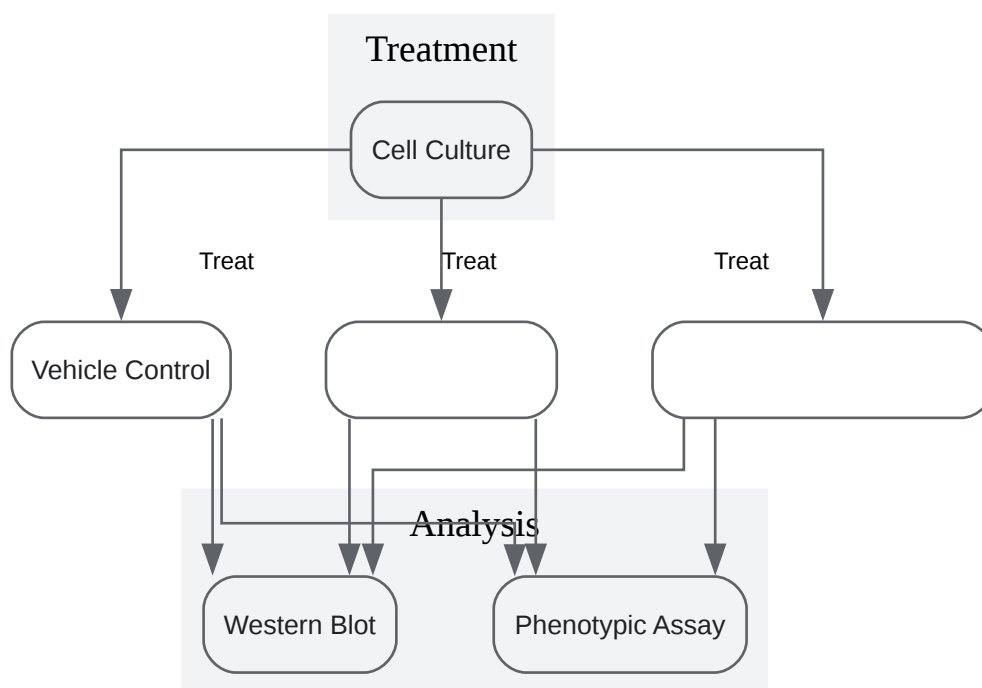 Treatment
Cell Culture
Treat
Treat
Treat
Vehicle Control
Analysis
Western Blot
Phenotypic Assay